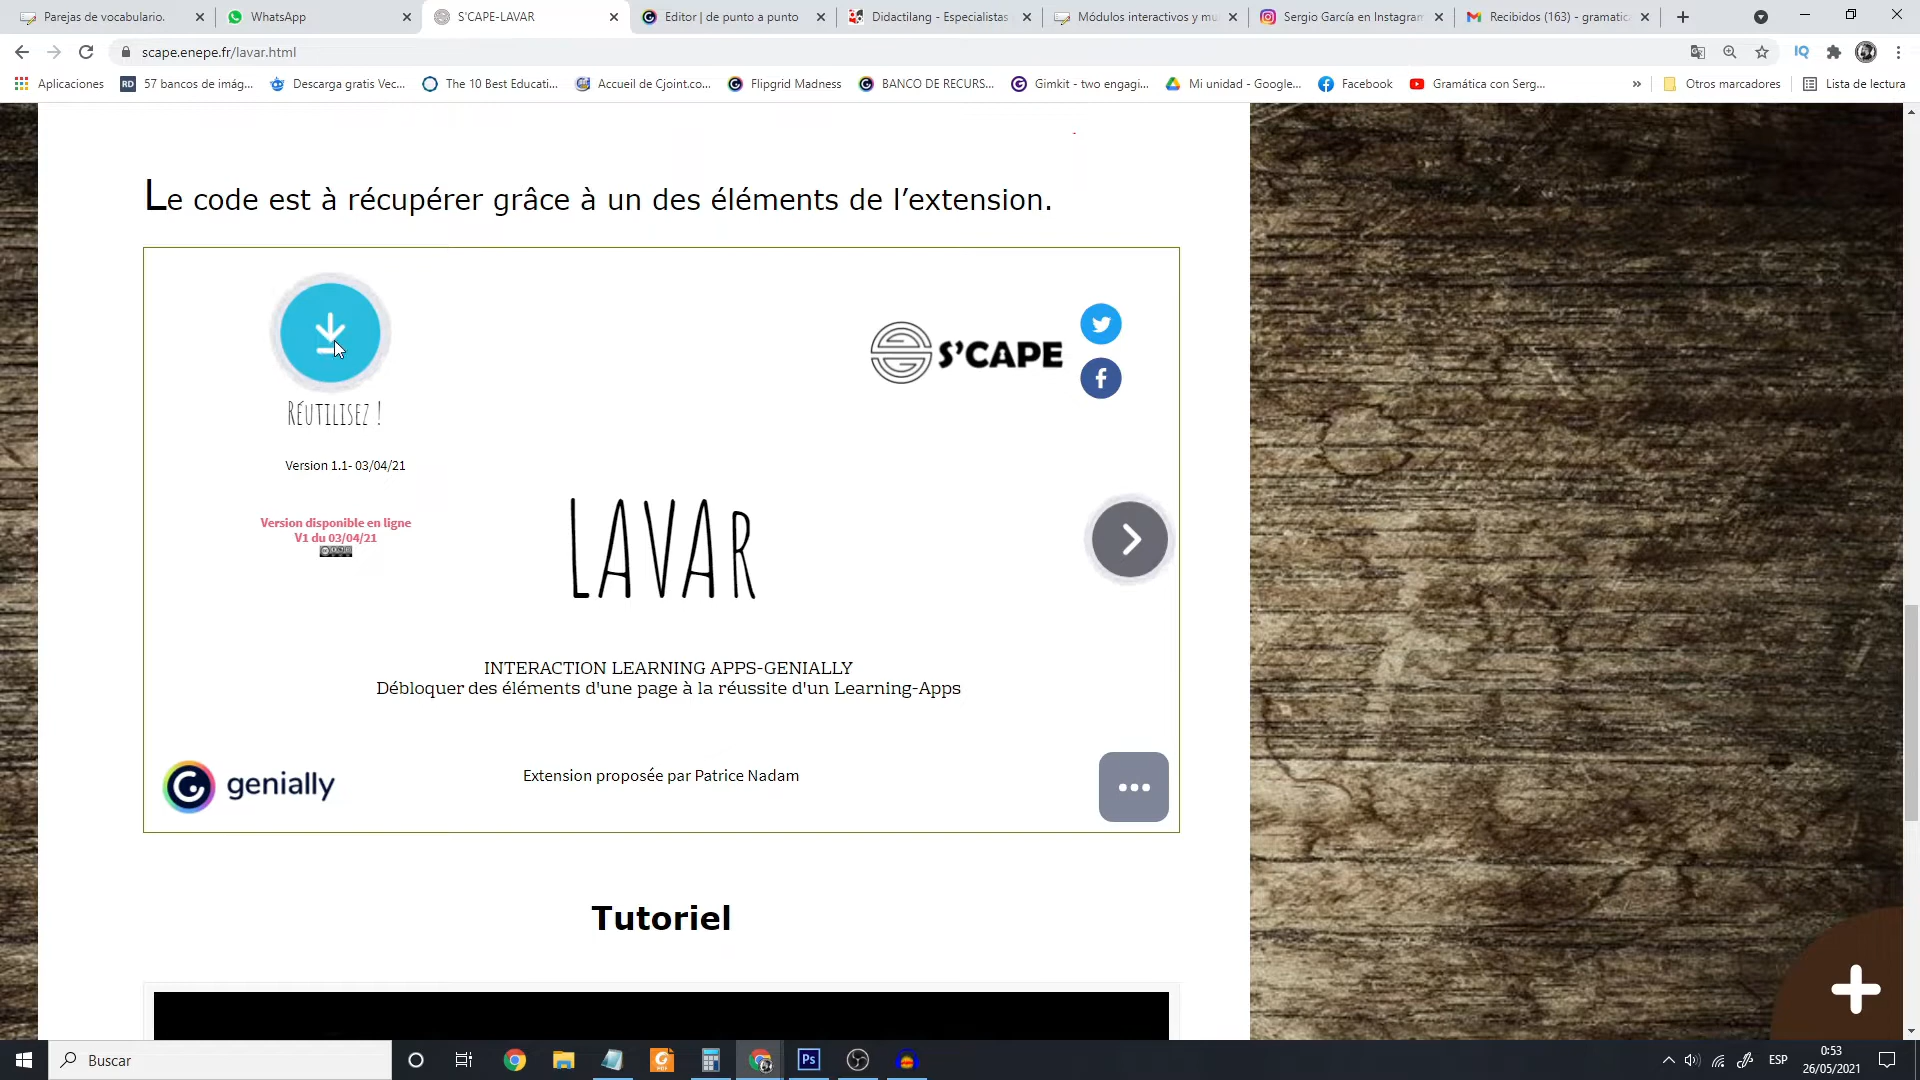 Parejas de vocabulario.
WhatsApp
S'CAPE-LAVAR
Editor | de punto a punto
Didactilang - Especialistas
Módulos interactivos y mu
Sergio García en Instagram
Recibidos (163) - gramatic
scape.enepe.fr/lavar.html
Aplicaciones
57 bancos de imág...
Descarga gratis Vec...
The 10 Best Educati...
Accueil de Cjoint.co...
Flipgrid Madness
BANCO DE RECURS...
Gimkit - two engagi...
Mi unidad - Google...
Facebook
Gramática con Serg...
»
Otros marcadores
Lista de lectura
Le code est à récupérer grâce à un des éléments de l’extension.
S'CAPE
Réutilisez !
Version 1.1- 03/04/21
Version disponible en ligne
V1 du 03/04/21
LAVAr
INTERACTION LEARNING APPS-GENIALLY
Débloquer des éléments d'une page à la réussite d'un Learning-Apps
Extension proposée par Patrice Nadam
genially
Tutoriel
Buscar
Ps
ESP
0:53
26/05/2021